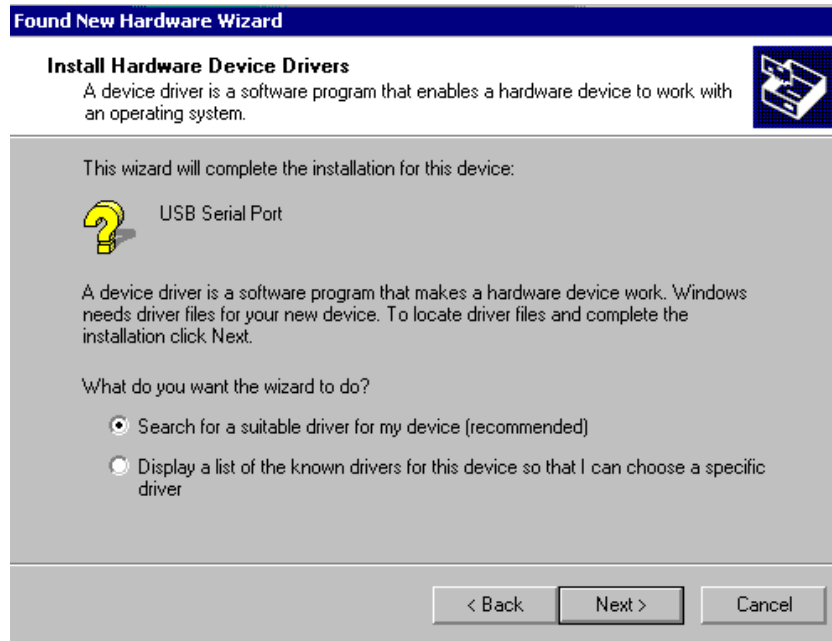 Found New Hardware Wizard
Install Hardware Device Drivers
A device driver is a software program that enables a hardware device to work with
an operating system.
This wizard will complete the installation for this device:
USB Serial Port
A device driver is a software program that makes a hardware device work. Windows
needs driver files for your new device. To locate driver files and complete the
installation click Next.
What do you want the wizard to do?
Search for a suitable driver for my device (recommended)
Display a list of the known drivers for this device so that I can choose a specific
driver
< Back Next > Cancel